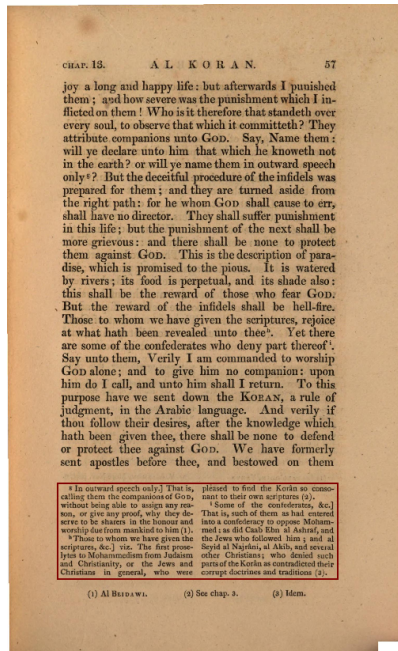 CHAP. 13. AL KORAN. 57
joy a long and happy life: but afterwards I punished
them; and how severe was the punishment which I in-
flicted on them! Who is it therefore that standeth over
every soul, to observe that which it committeth? They
attribute companions unto GOD. Say, Name them:
will ye declare unto him that which he knoweth not
in the earth? or will ye name them in outward speech
only g? But the deceitful procedure of the infidels was
prepared for them; and they are turned aside from
the right path: for he whom GOD shall cause to err,
shall have no director. They shall suffer punishment
in this life; but the punishment of the next shall be
more grievous: and there shall be none to protect
them against GOD. This is the description of para-
dise, which is promised to the pious. It is watered
by rivers; its food is perpetual, and its shade also:
this shall be the reward of those who fear GOD.
But the reward of the infidels shall be hell-fire.
Those to whom we have given the scriptures, rejoice
at what hath been revealed unto thee h. Yet there
are some of the confederates who deny part thereof i.
Say unto them, Verily I am commanded to worship
GOD alone; and to give him no companion: upon
him do I call, and unto him shall I return. To this
purpose have we sent down the KORAN, a rule of
judgment, in the Arabic language. And verily if
thou follow their desires, after the knowledge which
hath been given thee, there shall be none to defend
or protect thee against GOD. We have formerly
sent apostles before thee, and bestowed on them
g In outward speech only.] That is,
calling them the companions of GOD,
without being able to assign any rea-
son, or give any proof, why they de-
serve to be sharers in the honour and
worship due from mankind to him (1).
h Those to whom we have given the
scriptures, &c.] viz. The first prose-
lytes to Mohammedism from Judaism
and Christianity, or the Jews and
Christians in general, who were
pleased to find the Korân so conso-
nant to their own scriptures (2).
i Some of the confederates, &c.]
That is, such of them as had entered
into a confederacy to oppose Moham-
med: as did Caab Ebn al Ashraf, and
the Jews who followed him; and al
Seyid al Najrâni, al Akib, and several
other Christians; who denied such
parts of the Korân as contradicted their
corrupt doctrines and traditions (3).
(1) Al BEIDAWI. (2) See chap. 3. (3) Idem.